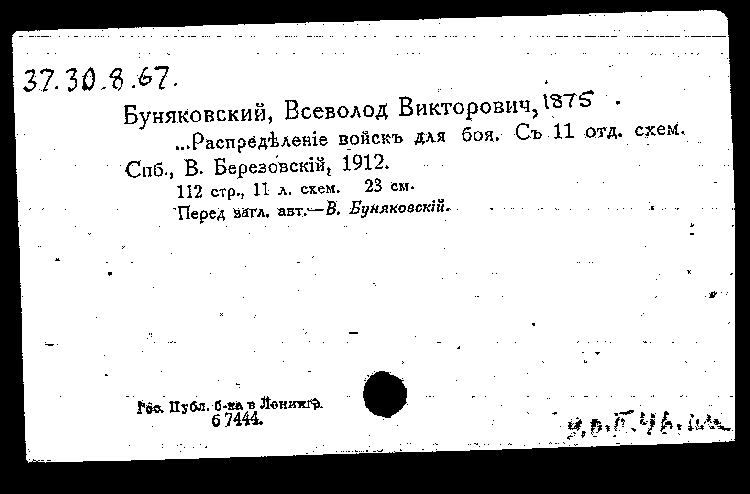 37.30.8.67.
Буняковский, Всеволод Викторович, 1875 .
...Распредѣленіе войскъ для боя. Съ 11 отд. схем.
Спб., В. Березовскій, 1912.
112 стр., 11 л. схем. 23 см.
Перед загл. авт.—В. Буняковскій.
Гос. Публ. б-ка в Ленингр.
б 7444.